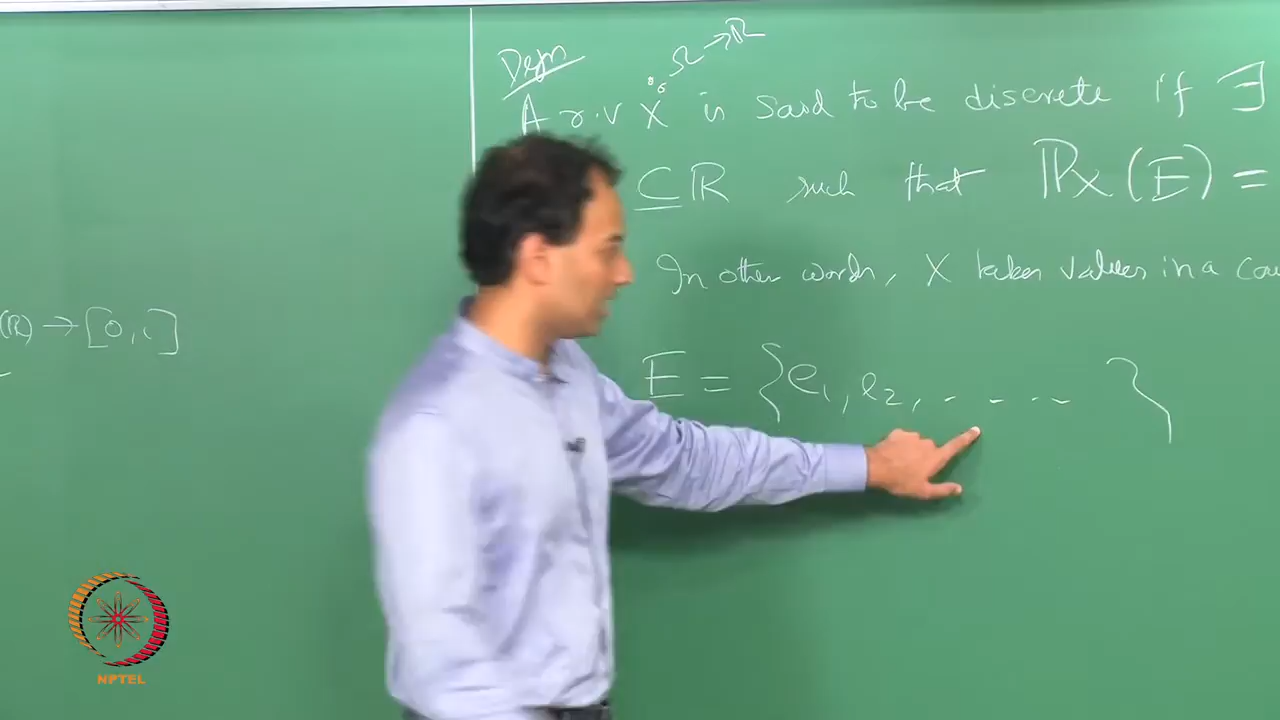 Defn
Ω→ℝ
A r.v X is said to be discrete if ∃
⊆ ℝ such that ℙx(E) =
In other words, X takes values in a cou
(ℝ) → [0,1]
E = {e1, e2, - - - - }
NPTEL